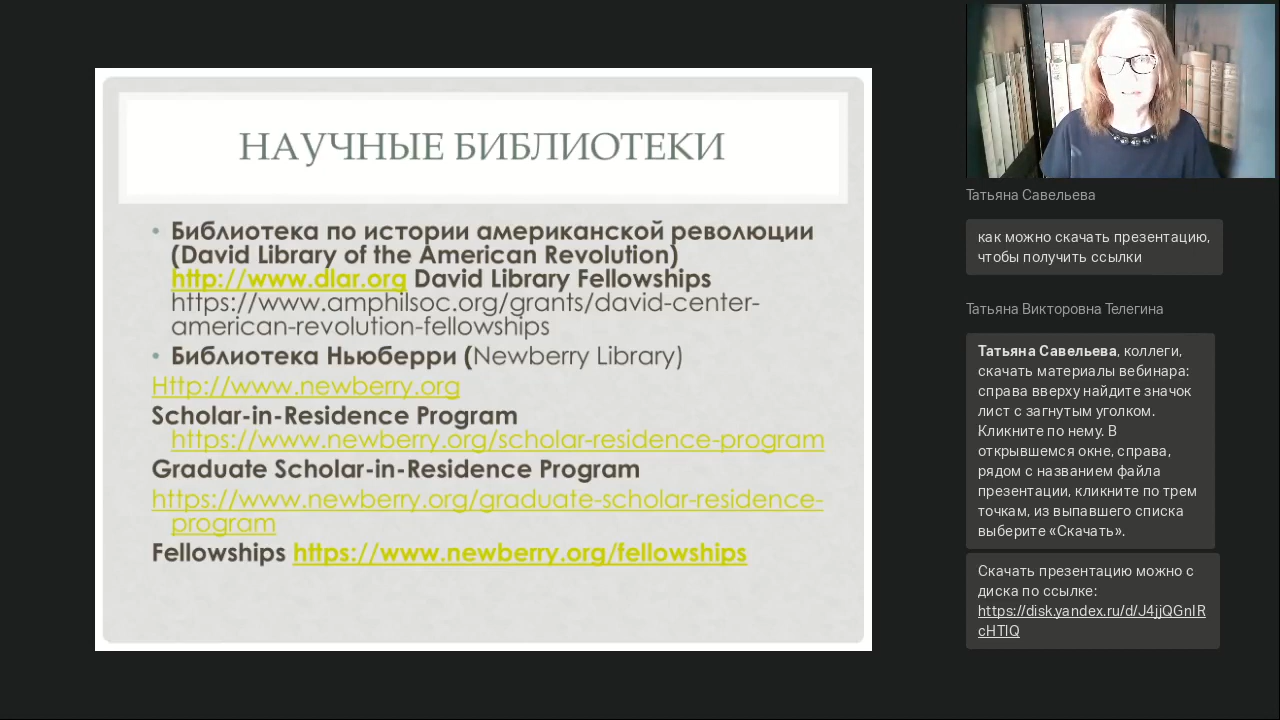 НАУЧНЫЕ БИБЛИОТЕКИ
• Библиотека по истории американской революции
(David Library of the American Revolution)
http://www.dlar.org David Library Fellowships
https://www.amphilsoc.org/grants/david-center-
american-revolution-fellowships
• Библиотека Ньюберри (Newberry Library)
Http://www.newberry.org
Scholar-in-Residence Program
https://www.newberry.org/scholar-residence-program
Graduate Scholar-in-Residence Program
https://www.newberry.org/graduate-scholar-residence-
program
Fellowships https://www.newberry.org/fellowships
Татьяна Савельева
как можно скачать презентацию,
чтобы получить ссылки
Татьяна Викторовна Телегина
Татьяна Савельева, коллеги,
скачать материалы вебинара:
справа вверху найдите значок
лист с загнутым уголком.
Кликните по нему. В
открывшемся окне, справа,
рядом с названием файла
презентации, кликните по трем
точкам, из выпавшего списка
выберите «Скачать».
Скачать презентацию можно с
диска по ссылке:
https://disk.yandex.ru/d/J4jjQGnIR
cHTlQ